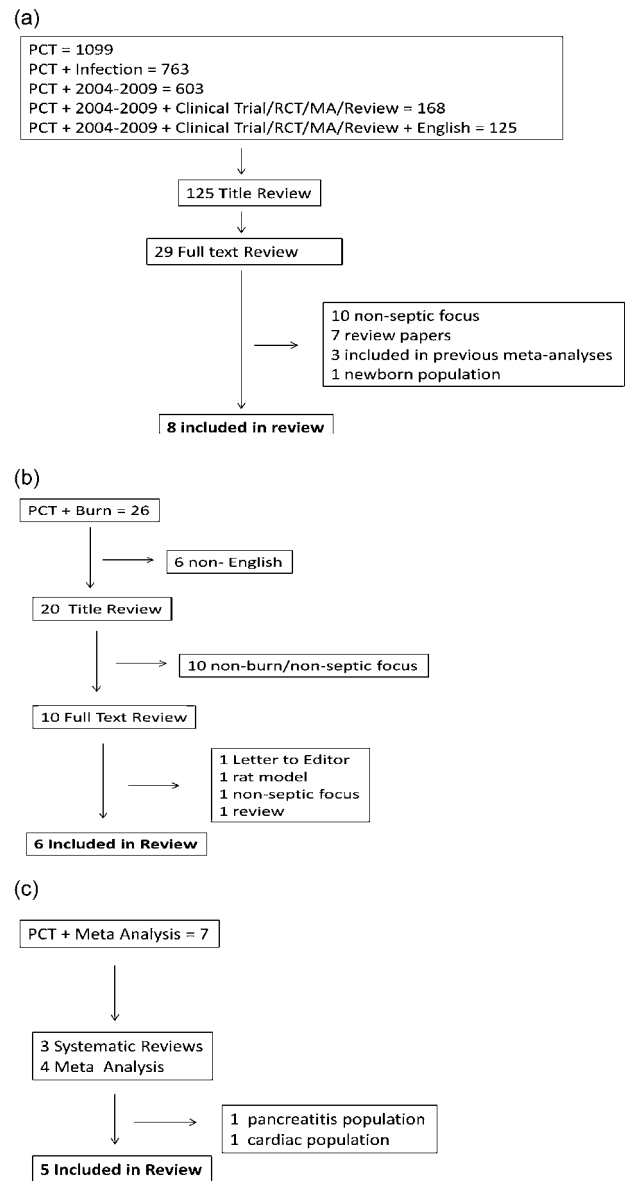 (a)
PCT = 1099
PCT + Infection = 763
PCT + 2004-2009 = 603
PCT + 2004-2009 + Clinical Trial/RCT/MA/Review = 168
PCT + 2004-2009 + Clinical Trial/RCT/MA/Review + English = 125
125 Title Review
29 Full text Review
10 non-septic focus
7 review papers
3 included in previous meta-analyses
1 newborn population
8 included in review
(b)
PCT + Burn = 26
6 non- English
20 Title Review
10 non-burn/non-septic focus
10 Full Text Review
1 Letter to Editor
1 rat model
1 non-septic focus
1 review
6 Included in Review
(c)
PCT + Meta Analysis = 7
3 Systematic Reviews
4 Meta Analysis
1 pancreatitis population
1 cardiac population
5 Included in Review